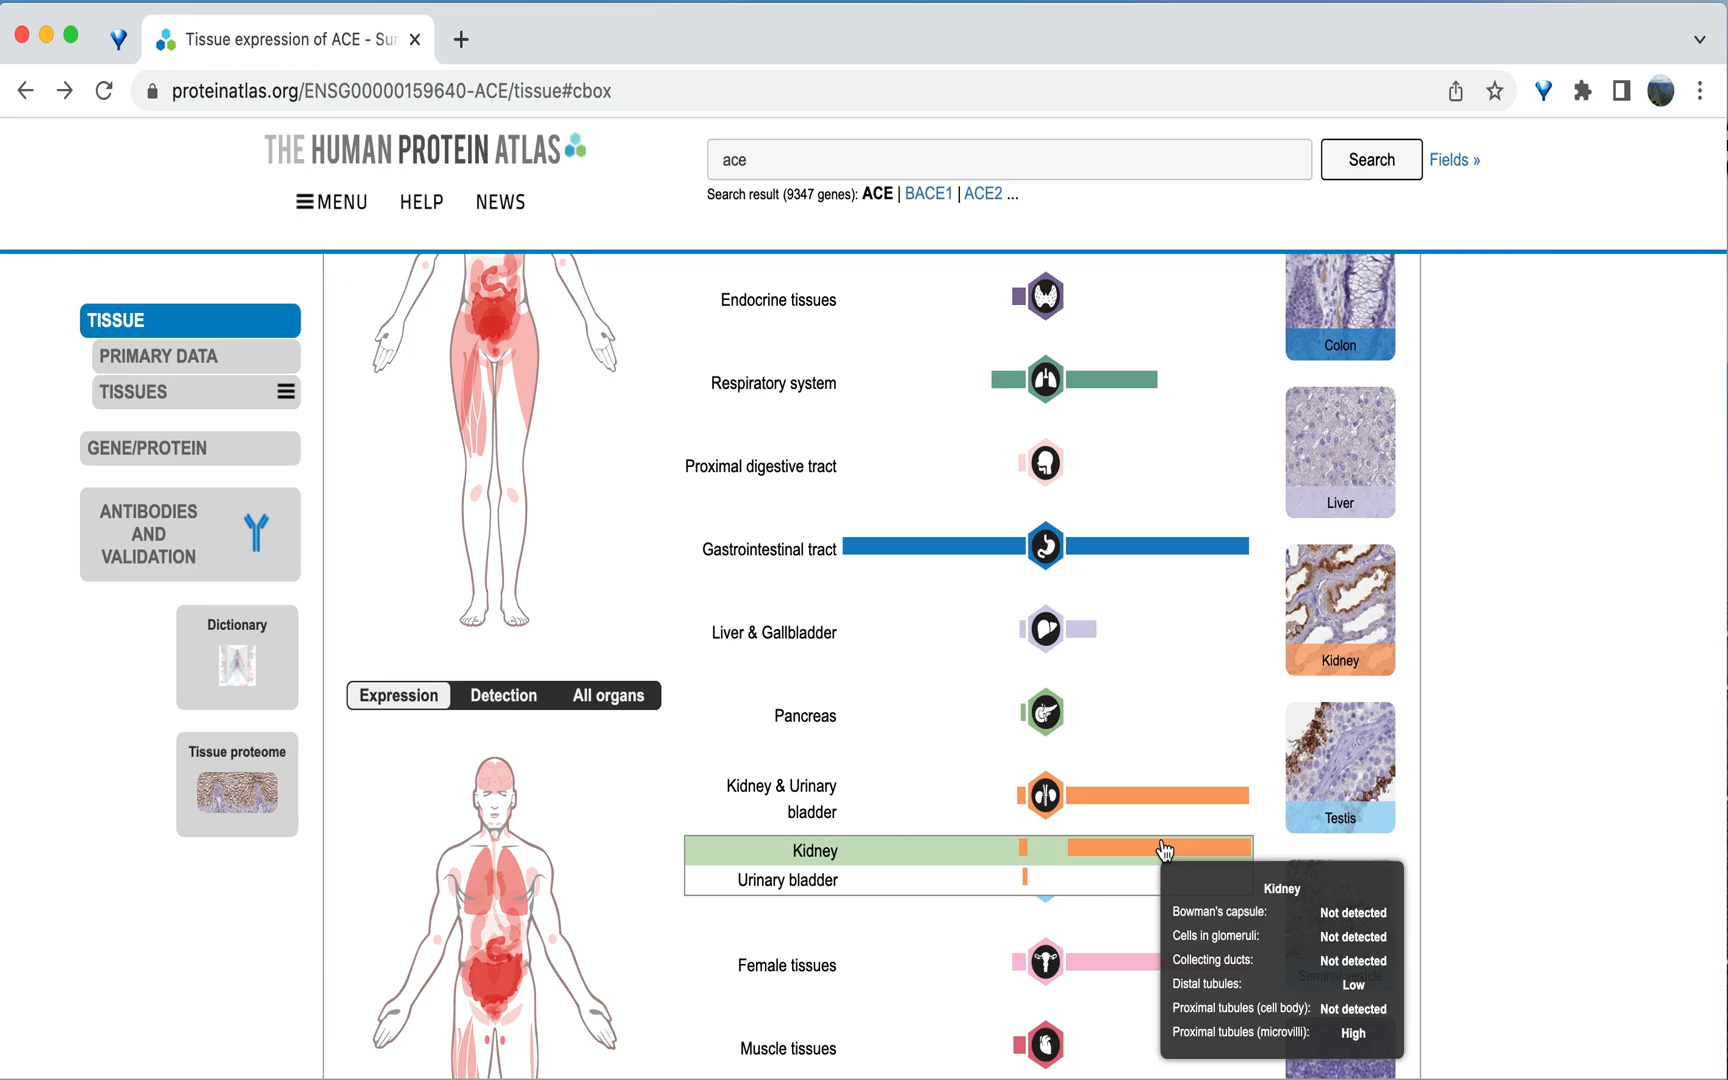 Tissue expression of ACE - Sur
proteinatlas.org/ENSG00000159640-ACE/tissue#cbox
THE HUMAN PROTEIN ATLAS
MENU HELP NEWS
ace
Search
Fields »
Search result (9347 genes): ACE | BACE1 | ACE2 ...
TISSUE
PRIMARY DATA
TISSUES
GENE/PROTEIN
ANTIBODIES
AND
VALIDATION
Dictionary
Tissue proteome
Expression Detection All organs
Endocrine tissues
Respiratory system
Proximal digestive tract
Gastrointestinal tract
Liver & Gallbladder
Pancreas
Kidney & Urinary
bladder
Kidney
Urinary bladder
Female tissues
Muscle tissues
Colon
Liver
Kidney
Testis
Seminal vesicle
Kidney
Bowman's capsule: Not detected
Cells in glomeruli: Not detected
Collecting ducts: Not detected
Distal tubules: Low
Proximal tubules (cell body): Not detected
Proximal tubules (microvilli): High